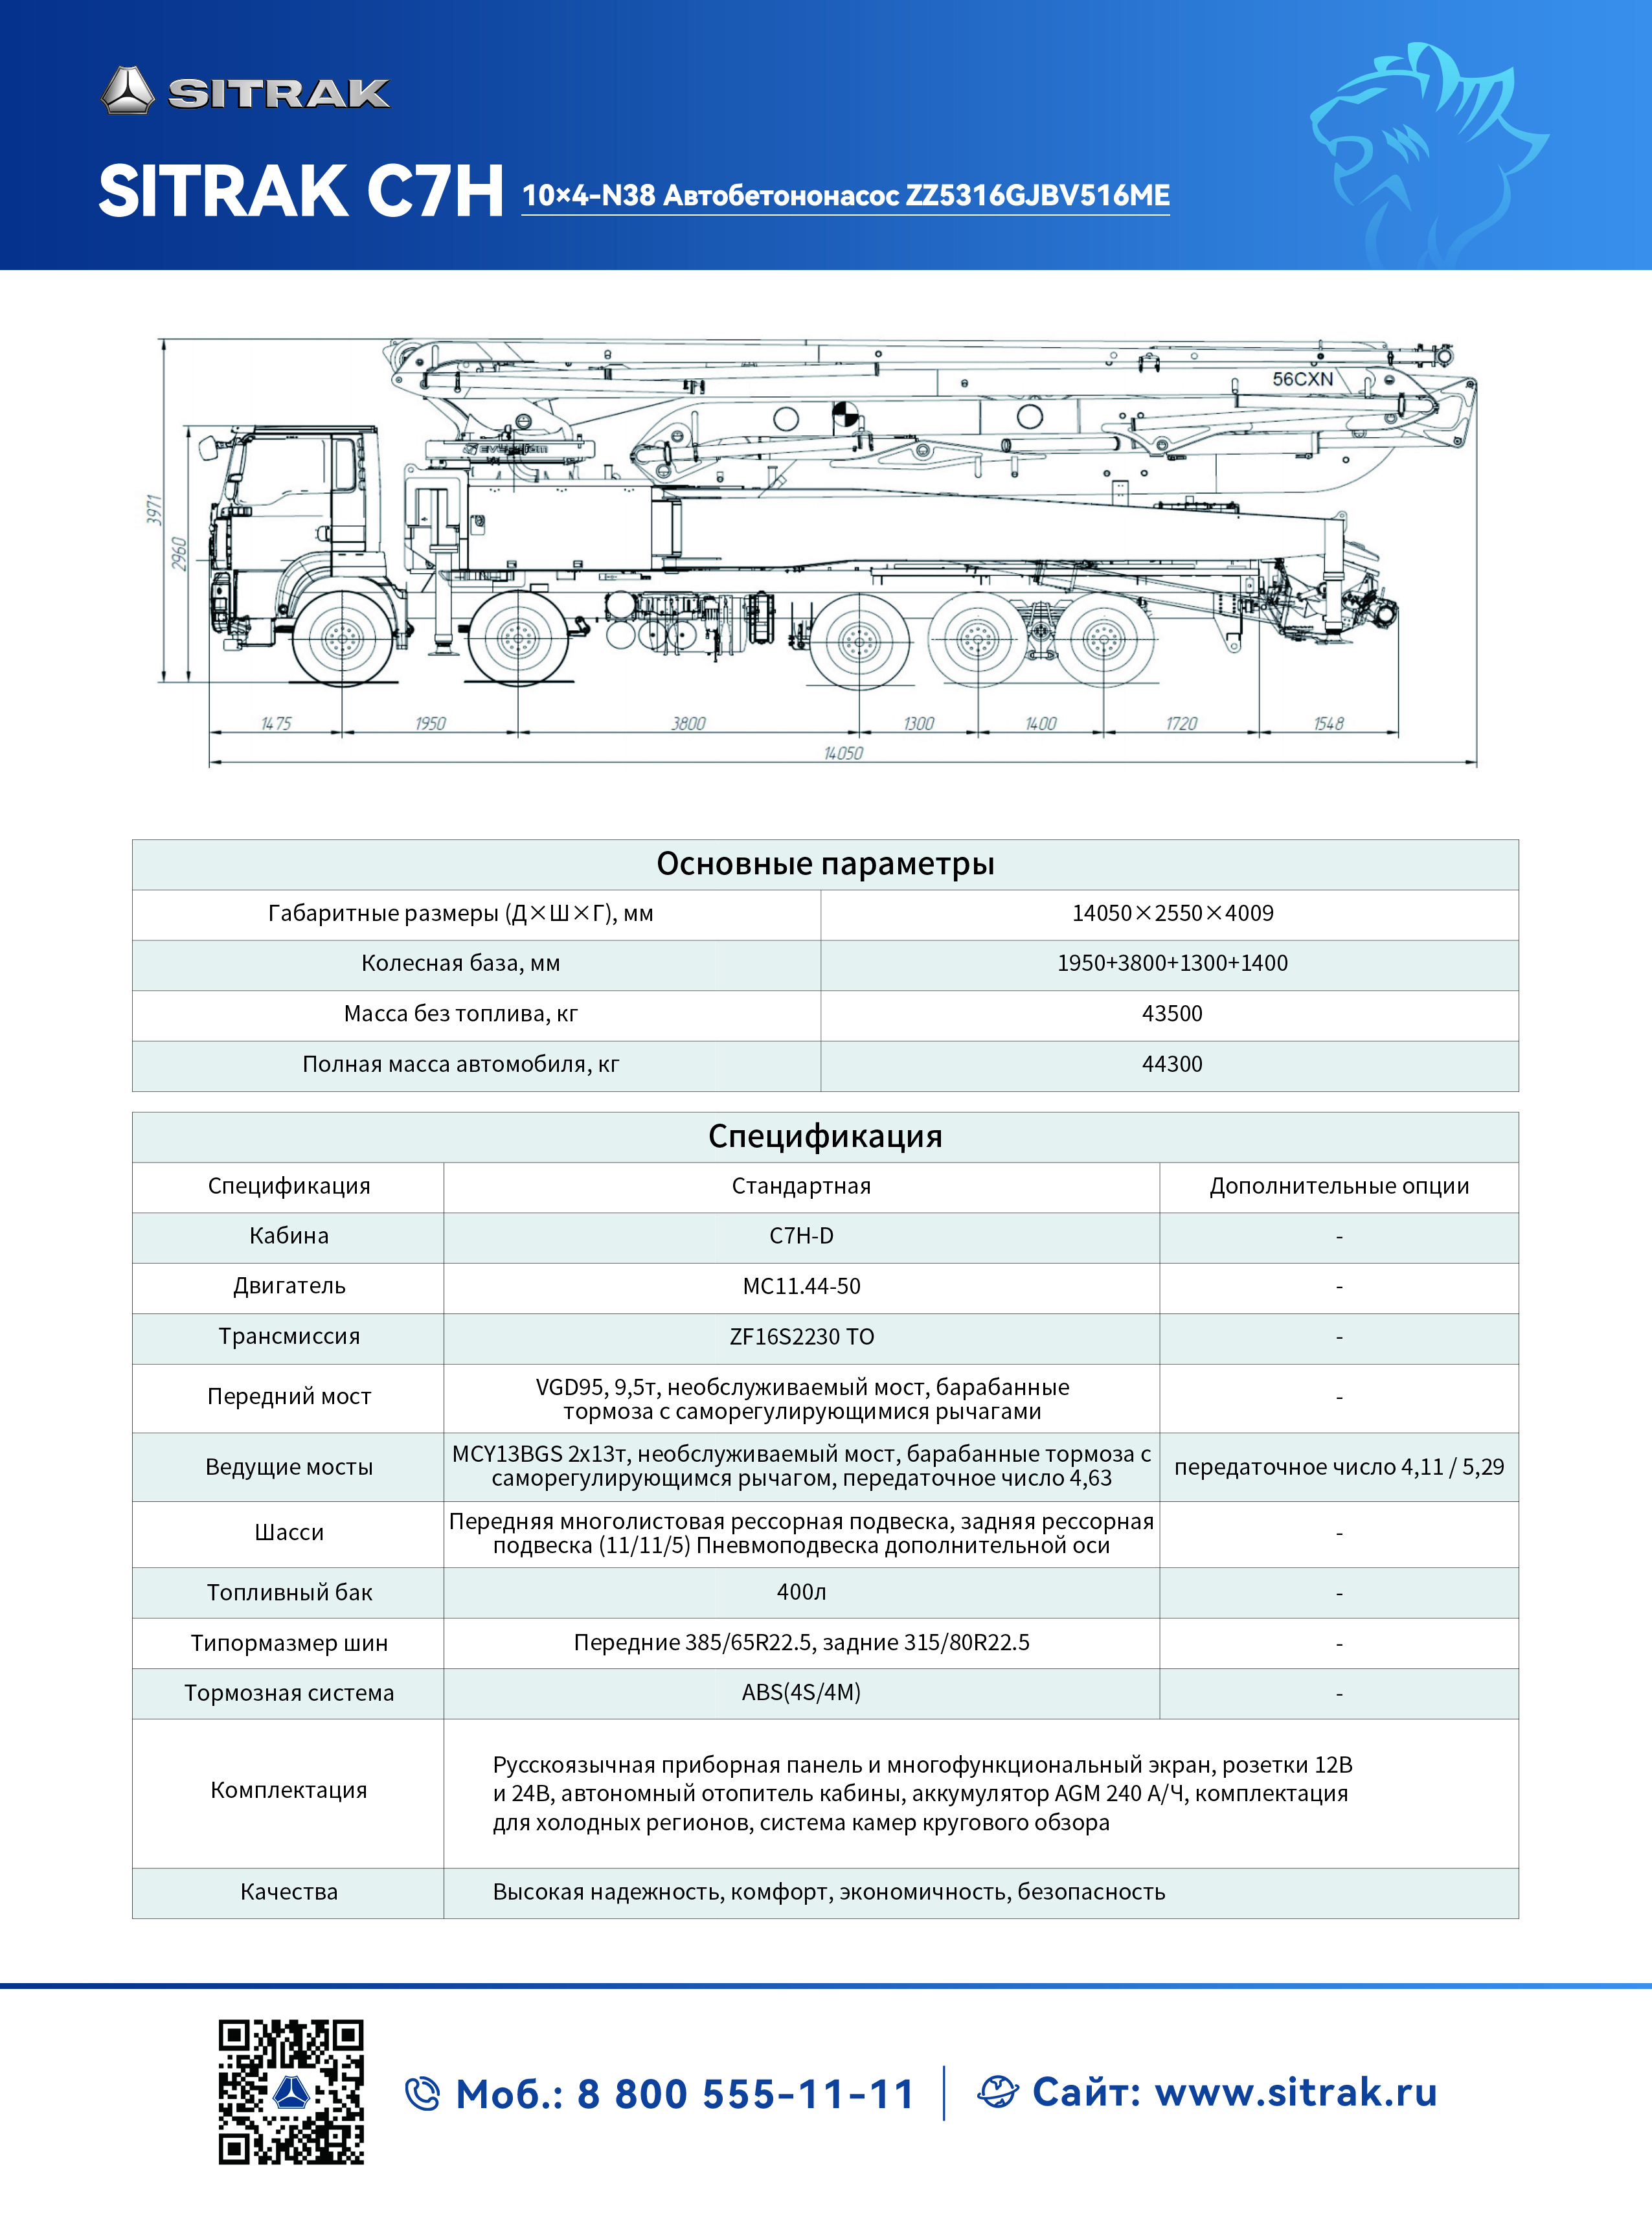 SITRAK
SITRAK C7H 10×4-N38 Автобетононасос ZZ5316GJBV516ME
56CXN
3971
2960
1475
1950
3800
1300
1400
1720
1548
14050
Основные параметры
Габаритные размеры (Д×Ш×Г), мм 14050×2550×4009
Колесная база, мм 1950+3800+1300+1400
Масса без топлива, кг 43500
Полная масса автомобиля, кг 44300
Спецификация
Спецификация Стандартная Дополнительные опции
Кабина C7H-D -
Двигатель MC11.44-50 -
Трансмиссия ZF16S2230 TO -
Передний мост VGD95, 9,5т, необслуживаемый мост, барабанные
тормоза с саморегулирующимися рычагами -
Ведущие мосты MCY13BGS 2х13т, необслуживаемый мост, барабанные тормоза с
саморегулирующимся рычагом, передаточное число 4,63 передаточное число 4,11 / 5,29
Шасси Передняя многолистовая рессорная подвеска, задняя рессорная
подвеска (11/11/5) Пневмоподвеска дополнительной оси -
Топливный бак 400л -
Типормазмер шин Передние 385/65R22.5, задние 315/80R22.5 -
Тормозная система ABS(4S/4M) -
Комплектация Русскоязычная приборная панель и многофункциональный экран, розетки 12В
и 24В, автономный отопитель кабины, аккумулятор AGM 240 А/Ч, комплектация
для холодных регионов, система камер кругового обзора
Качества Высокая надежность, комфорт, экономичность, безопасность
Моб.: 8 800 555-11-11
Сайт: www.sitrak.ru